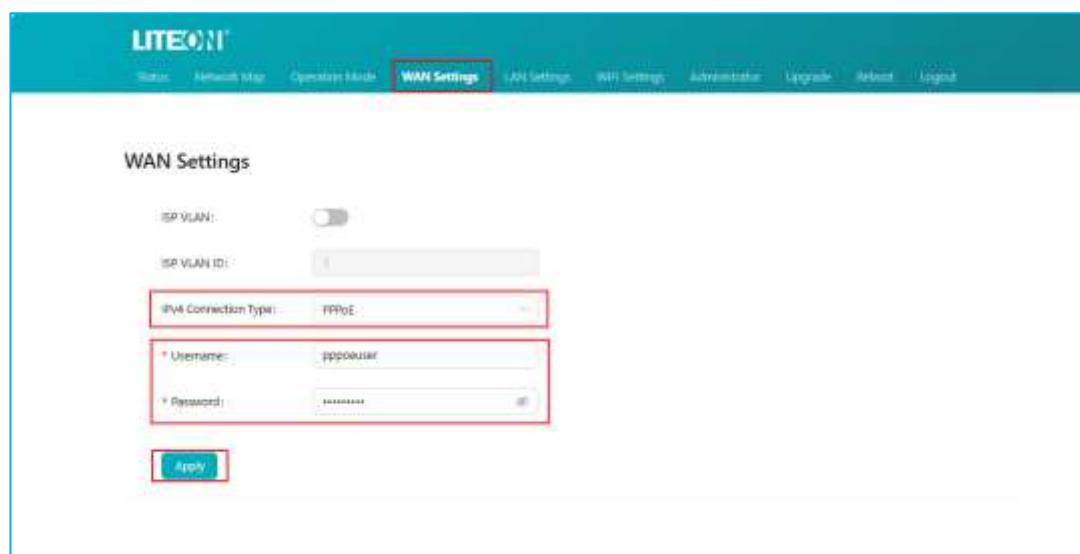 LITEON
Status Network Map Operation Mode WAN Settings LAN Settings WiFi Settings Administrator Upgrade Reboot Logout
WAN Settings
ISP VLAN:
ISP VLAN ID:
IPv4 Connection Type: PPPoE
* Username: pppoeuser
* Password: •••••••••
Apply